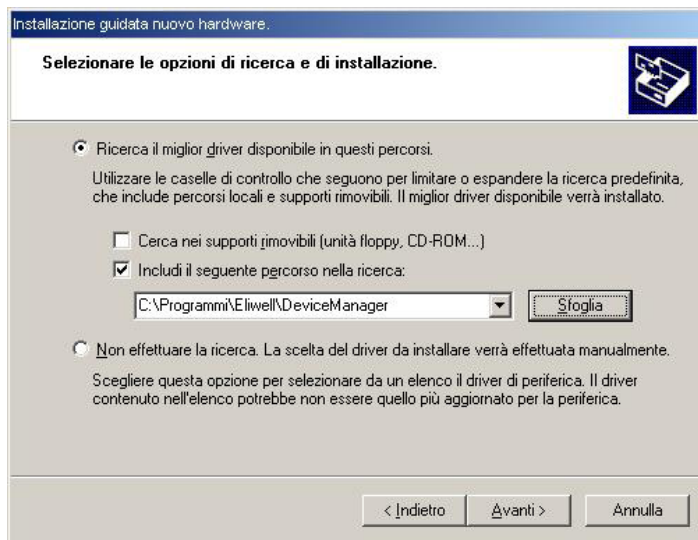 Installazione guidata nuovo hardware.
Selezionare le opzioni di ricerca e di installazione.
Ricerca il miglior driver disponibile in questi percorsi.
Utilizzare le caselle di controllo che seguono per limitare o espandere la ricerca predefinita,
che include percorsi locali e supporti rimovibili. Il miglior driver disponibile verrà installato.
Cerca nei supporti rimovibili (unità floppy, CD-ROM...)
Includi il seguente percorso nella ricerca:
C:\Programmi\Eliwell\DeviceManager
Sfoglia
Non effettuare la ricerca. La scelta del driver da installare verrà effettuata manualmente.
Scegliere questa opzione per selezionare da un elenco il driver di periferica. Il driver
contenuto nell'elenco potrebbe non essere quello più aggiornato per la periferica.
< Indietro
Avanti >
Annulla